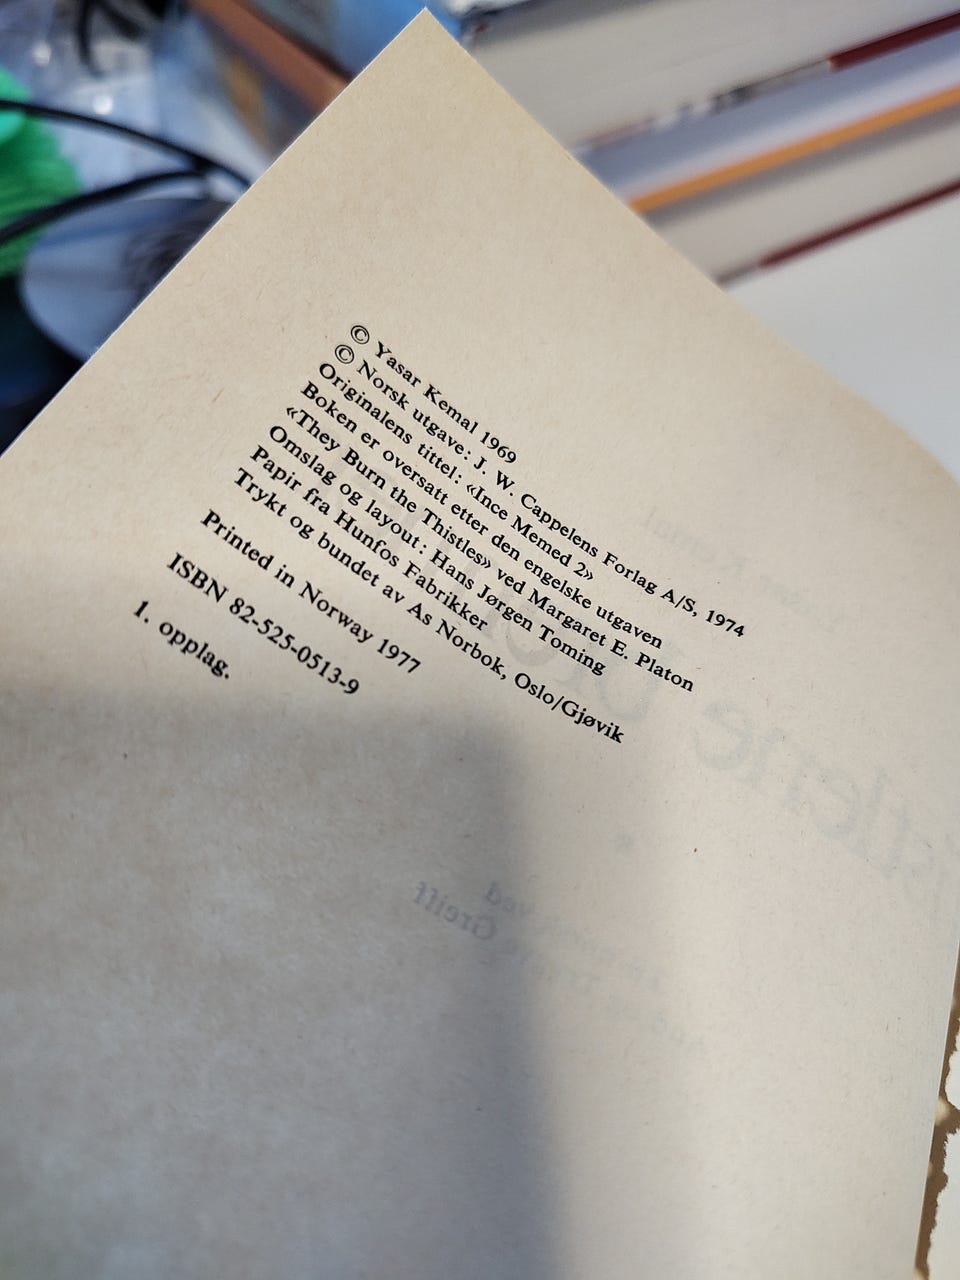 © Yasar Kemal 1969
© Norsk utgave: J. W. Cappelens Forlag A/S, 1974
Originalens tittel: «Ince Memed 2»
Boken er oversatt etter den engelske utgaven
«They Burn the Thistles» ved Margaret E. Platon
Omslag og layout: Hans Jørgen Toming
Papir fra Hunfos Fabrikker
Trykt og bundet av As Norbok, Oslo/Gjøvik
Printed in Norway 1977
ISBN 82-525-0513-9
1. opplag.
ved
Greiff